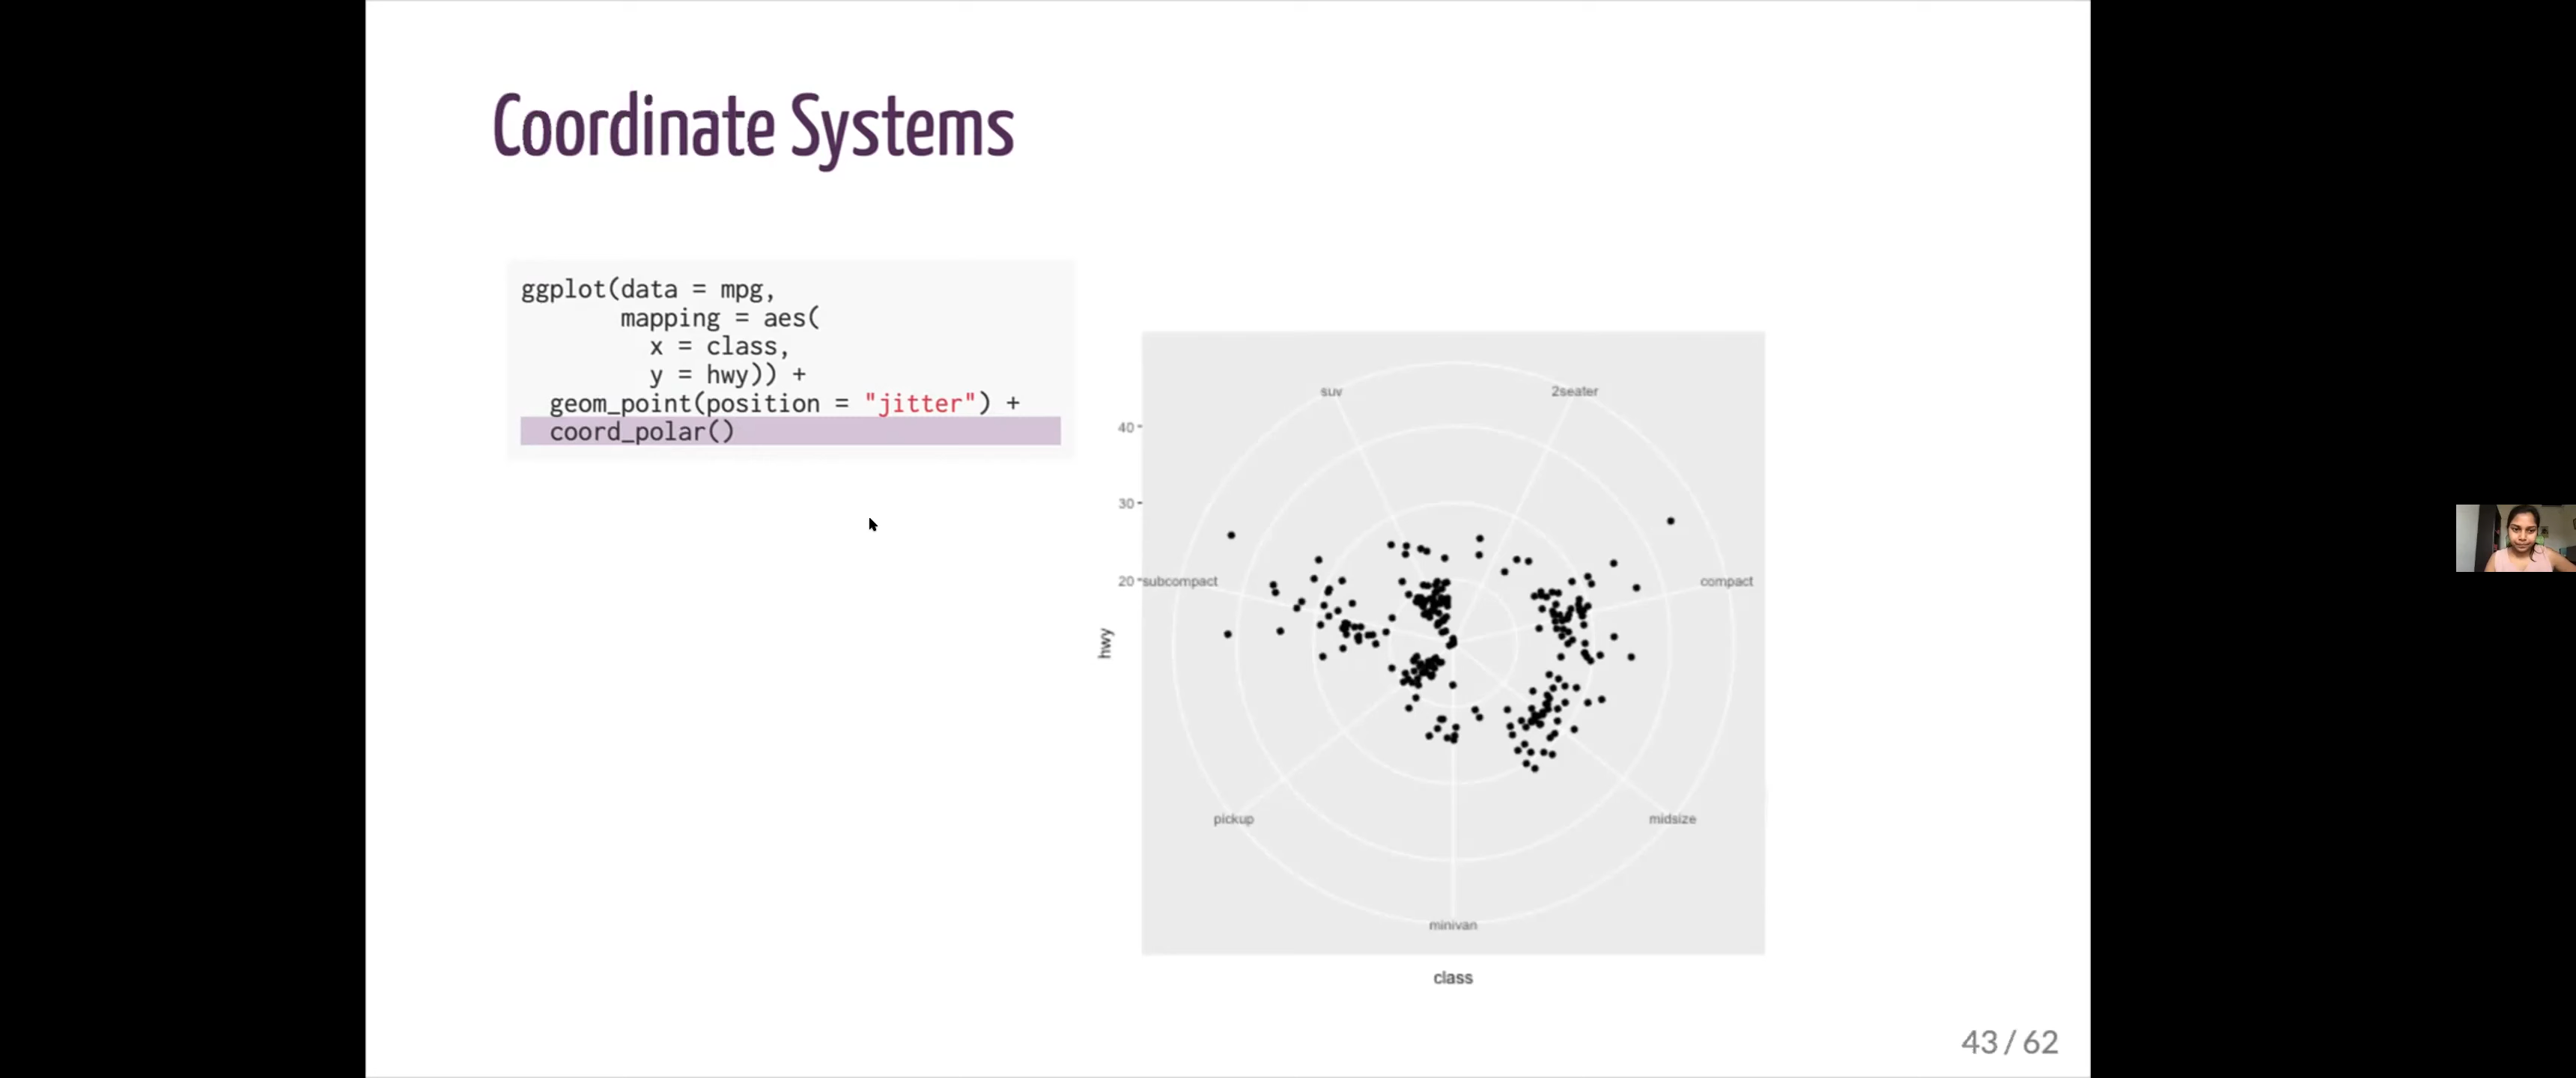 Coordinate Systems
ggplot(data = mpg,
mapping = aes(
x = class,
y = hwy)) +
geom_point(position = "jitter") +
coord_polar()
suv
2seater
40
30
20
subcompact
compact
hwy
pickup
midsize
minivan
class
43 / 62